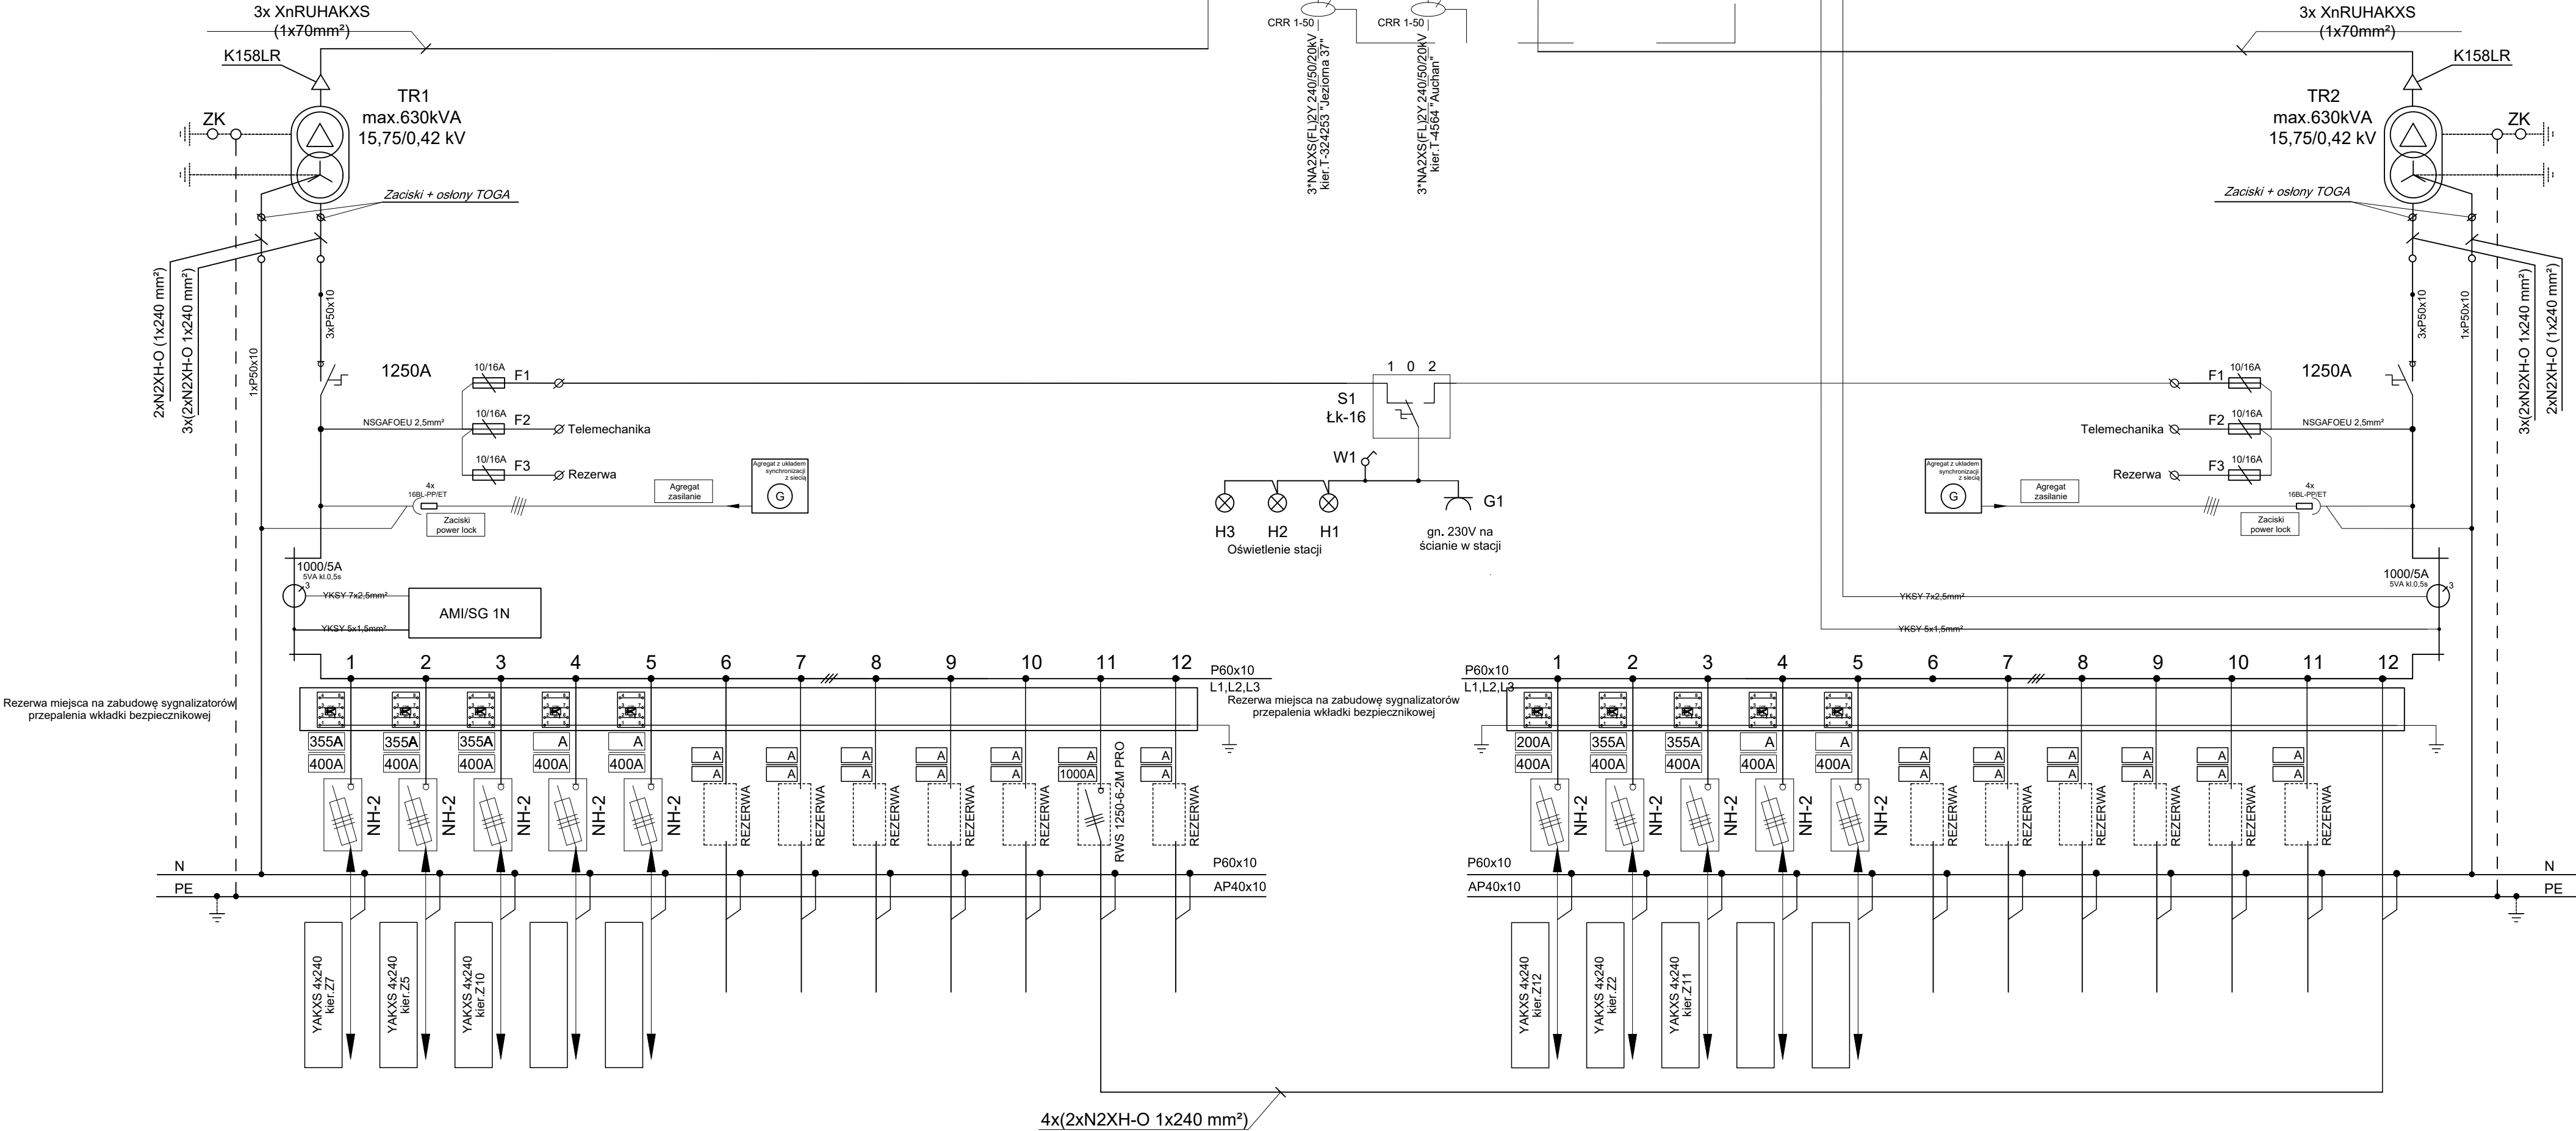 3x XnRUHAKXS
(1x70mm²)
K158LR
TR1
max.630kVA
15,75/0,42 kV
ZK
Zaciski + osłony TOGA
2xN2XH-O (1x240 mm²)
3x(2xN2XH-O 1x240 mm²)
1xP50x10
3xP50x10
1250A
10/16A
F1
NSGAFOEU 2,5mm²
10/16A
F2
Telemechanika
10/16A
F3
Rezerwa
4x
16BL-PP/ET
Zaciski
power lock
Agregat
zasilanie
Agregat z układem
synchronizacji
z siecią
G
1000/5A
5VA kl.0,5s
3
YKSY 7x2,5mm²
YKSY 5x1,5mm²
AMI/SG 1N
CRR 1-50
CRR 1-50
3*NA2XS(FL)2Y 240/50/20kV
kier.T-324253 "Jeziorna 37"
3*NA2XS(FL)2Y 240/50/20kV
kier.T-4564 "Auchan"
1 0 2
S1
Łk-16
W1
H3
H2
H1
Oświetlenie stacji
G1
gn. 230V na
ścianie w stacji
3x XnRUHAKXS
(1x70mm²)
K158LR
TR2
max.630kVA
15,75/0,42 kV
ZK
Zaciski + osłony TOGA
3xP50x10
1xP50x10
3x(2xN2XH-O 1x240 mm²)
2xN2XH-O (1x240 mm²)
F1
10/16A
1250A
Telemechanika
F2
10/16A
NSGAFOEU 2,5mm²
Rezerwa
F3
10/16A
Agregat z układem
synchronizacji
z siecią
G
Agregat
zasilanie
4x
16BL-PP/ET
Zaciski
power lock
1000/5A
5VA kl.0,5s
3
YKSY 7x2,5mm²
YKSY 5x1,5mm²
1 2 3 4 5 6 7 8 9 10 11 12
P60x10
L1,L2,L3
Rezerwa miejsca na zabudowę sygnalizatorów
przepalenia wkładki bezpiecznikowej
355A 355A 355A A A
400A 400A 400A 400A 400A
A A A A A A A
A A A A A 1000A A
NH-2 NH-2 NH-2 NH-2 NH-2
REZERWA REZERWA REZERWA REZERWA REZERWA
RWS 1250-6-2M PRO
REZERWA
N
P60x10
PE
AP40x10
YAKXS 4x240
kier.Z7
YAKXS 4x240
kier.Z5
YAKXS 4x240
kier.Z10
P60x10
L1,L2,L3
1 2 3 4 5 6 7 8 9 10 11 12
Rezerwa miejsca na zabudowę sygnalizatorów
przepalenia wkładki bezpiecznikowej
200A 355A 355A A A
400A 400A 400A 400A 400A
A A A A A A
A A A A A A
NH-2 NH-2 NH-2 NH-2 NH-2
REZERWA REZERWA REZERWA REZERWA REZERWA REZERWA
P60x10
N
AP40x10
PE
YAKXS 4x240
kier.Z12
YAKXS 4x240
kier.Z2
YAKXS 4x240
kier.Z11
4x(2xN2XH-O 1x240 mm²)